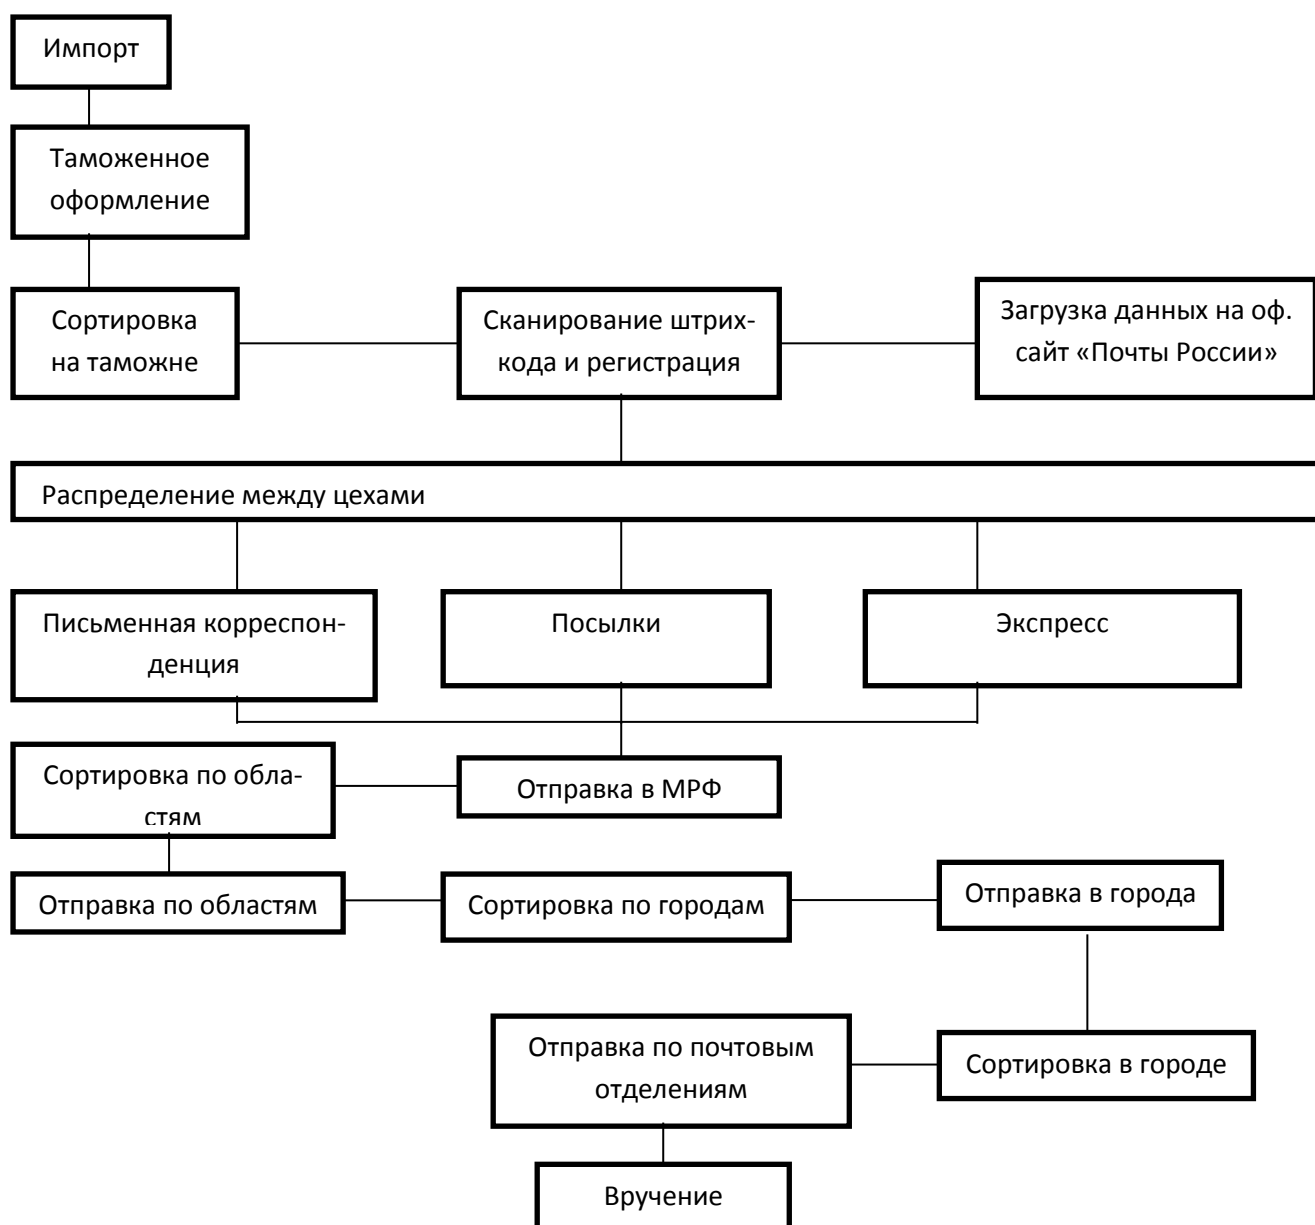 Импорт
Таможенное
оформление
Сортировка
на таможне
Сканирование штрих-
кода и регистрация
Загрузка данных на оф.
сайт «Почты России»
Распределение между цехами
Письменная корреспон-
денция
Посылки
Экспресс
Сортировка по обла-
стям
Отправка в МРФ
Отправка по областям
Сортировка по городам
Отправка в города
Отправка по почтовым
отделениям
Сортировка в городе
Вручение